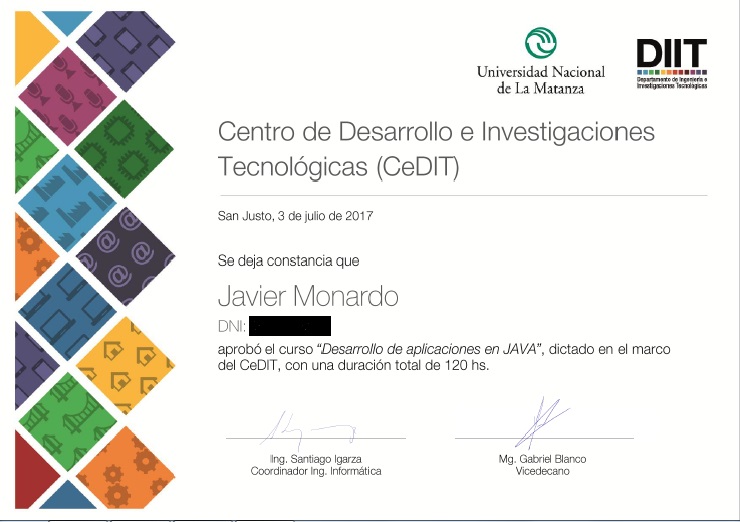 Universidad Nacional
de La Matanza
DIIT
Departamento de Ingeniería e
Investigaciones Tecnológicas
Centro de Desarrollo e Investigaciones
Tecnológicas (CeDIT)
San Justo, 3 de julio de 2017
Se deja constancia que
Javier Monardo
DNI:
aprobó el curso “Desarrollo de aplicaciones en JAVA”, dictado en el marco
del CeDIT, con una duración total de 120 hs.
Ing. Santiago Igarza
Coordinador Ing. Informática
Mg. Gabriel Blanco
Vicedecano